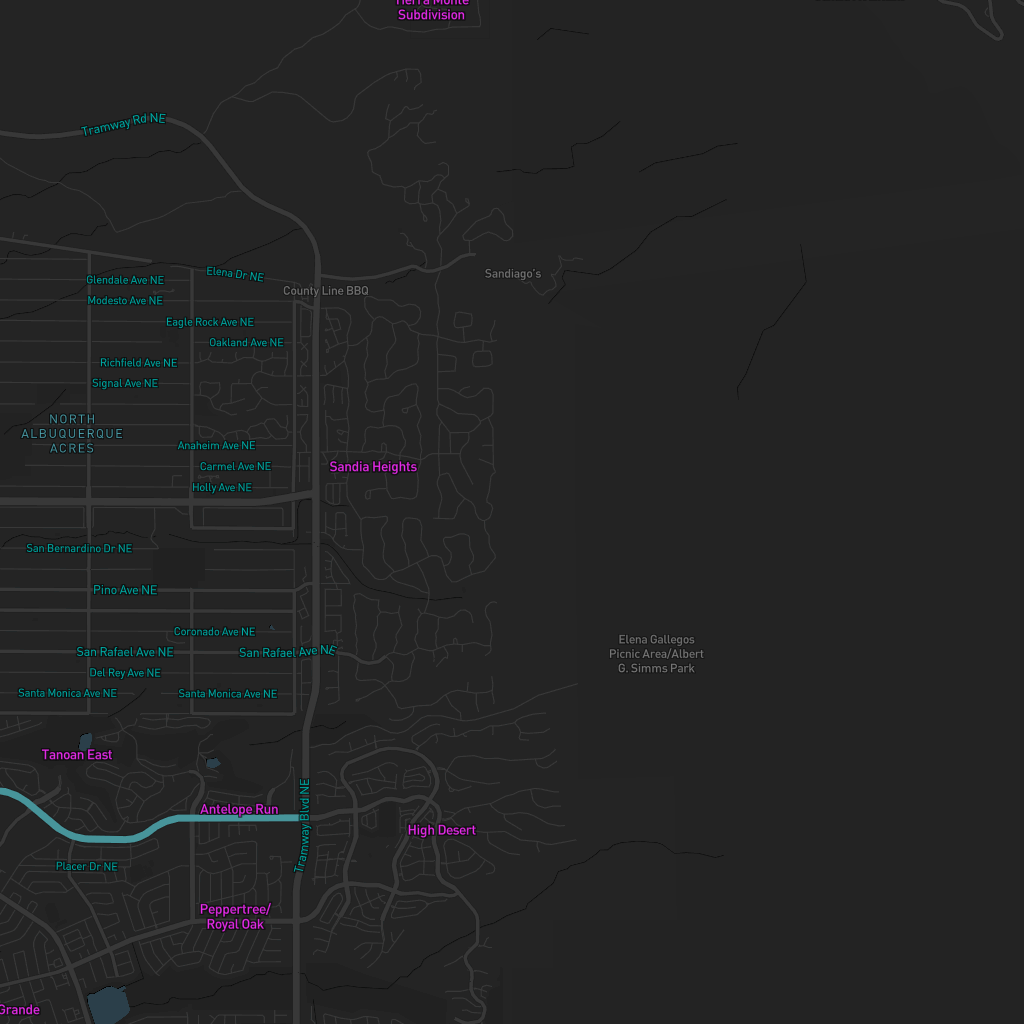 Tierra Monte
Subdivision
Tramway Rd NE
Elena Dr NE
Sandiago's
Glendale Ave NE
County Line BBQ
Modesto Ave NE
Eagle Rock Ave NE
Oakland Ave NE
Richfield Ave NE
Signal Ave NE
NORTH
ALBUQUERQUE
ACRES
Anaheim Ave NE
Carmel Ave NE
Sandia Heights
Holly Ave NE
San Bernardino Dr NE
Pino Ave NE
Coronado Ave NE
San Rafael Ave NE
San Rafael Ave NE
Elena Gallegos
Picnic Area/Albert
G. Simms Park
Del Rey Ave NE
Santa Monica Ave NE
Santa Monica Ave NE
Tanoan East
Antelope Run
Tramway Blvd NE
High Desert
Placer Dr NE
Peppertree/
Royal Oak
Grande